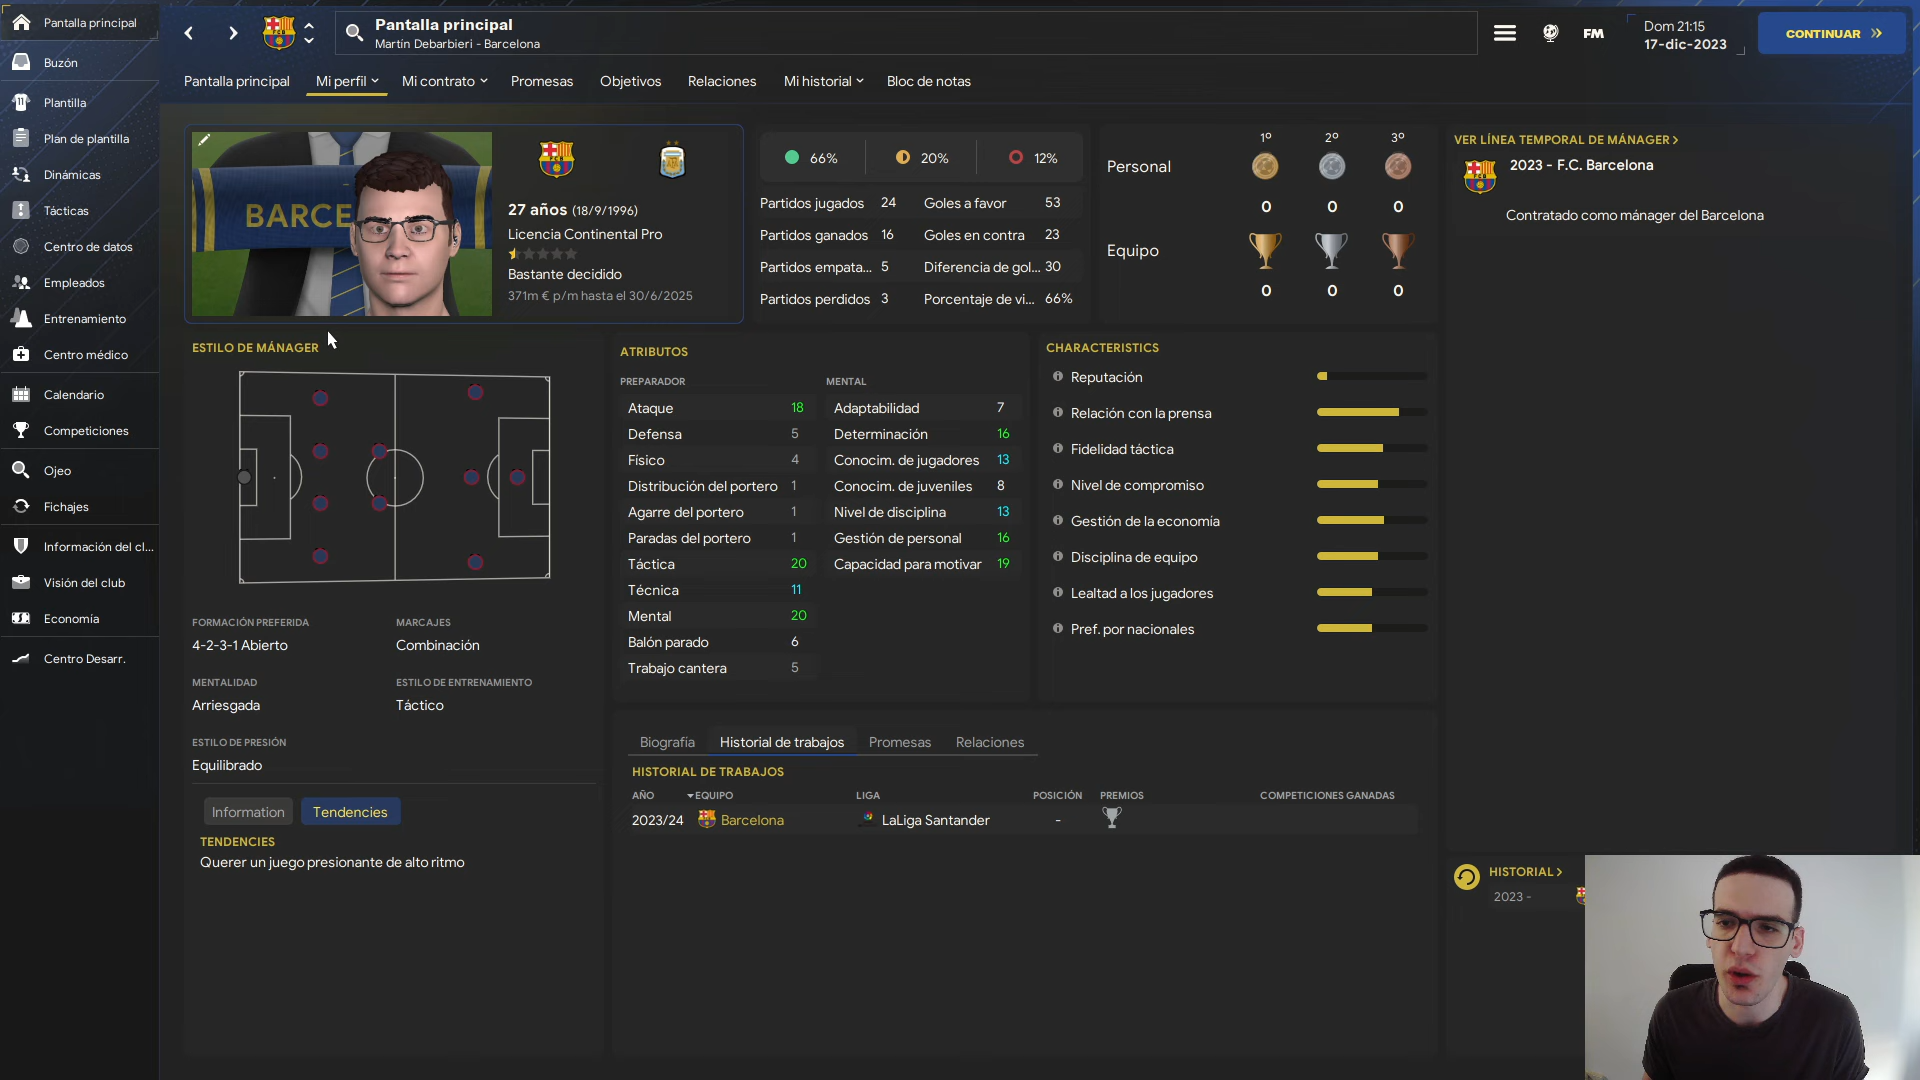 Pantalla principal
Buzón
Plantilla
Plan de plantilla
Dinámicas
Tácticas
Centro de datos
Empleados
Entrenamiento
Centro médico
Calendario
Competiciones
Ojeo
Fichajes
Información del cl...
Visión del club
Economía
Centro Desarr.
Pantalla principal
Martín Debarbieri - Barcelona
FM
Dom 21:15
17-dic-2023
CONTINUAR
Pantalla principal Mi perfil Mi contrato Promesas Objetivos Relaciones Mi historial Bloc de notas
BARCE
27 años (18/9/1996)
Licencia Continental Pro
Bastante decidido
371m € p/m hasta el 30/6/2025
66% 20% 12%
Partidos jugados 24 Goles a favor 53
Partidos ganados 16 Goles en contra 23
Partidos empata... 5 Diferencia de gol... 30
Partidos perdidos 3 Porcentaje de vi... 66%
1º 2º 3º
Personal
0 0 0
Equipo
0 0 0
VER LÍNEA TEMPORAL DE MÁNAGER >
2023 - F.C. Barcelona
Contratado como mánager del Barcelona
ESTILO DE MÁNAGER
FORMACIÓN PREFERIDA MARCAJES
4-2-3-1 Abierto Combinación
MENTALIDAD ESTILO DE ENTRENAMIENTO
Arriesgada Táctico
ESTILO DE PRESIÓN
Equilibrado
Information Tendencies
TENDENCIES
Querer un juego presionante de alto ritmo
ATRIBUTOS
PREPARADOR MENTAL
Ataque 18 Adaptabilidad 7
Defensa 5 Determinación 16
Físico 4 Conocim. de jugadores 13
Distribución del portero 1 Conocim. de juveniles 8
Agarre del portero 1 Nivel de disciplina 13
Paradas del portero 1 Gestión de personal 16
Táctica 20 Capacidad para motivar 19
Técnica 11
Mental 20
Balón parado 6
Trabajo cantera 5
CHARACTERISTICS
Reputación
Relación con la prensa
Fidelidad táctica
Nivel de compromiso
Gestión de la economía
Disciplina de equipo
Lealtad a los jugadores
Pref. por nacionales
Biografía Historial de trabajos Promesas Relaciones
HISTORIAL DE TRABAJOS
AÑO EQUIPO LIGA POSICIÓN PREMIOS COMPETICIONES GANADAS
2023/24 Barcelona LaLiga Santander -
HISTORIAL >
2023 -